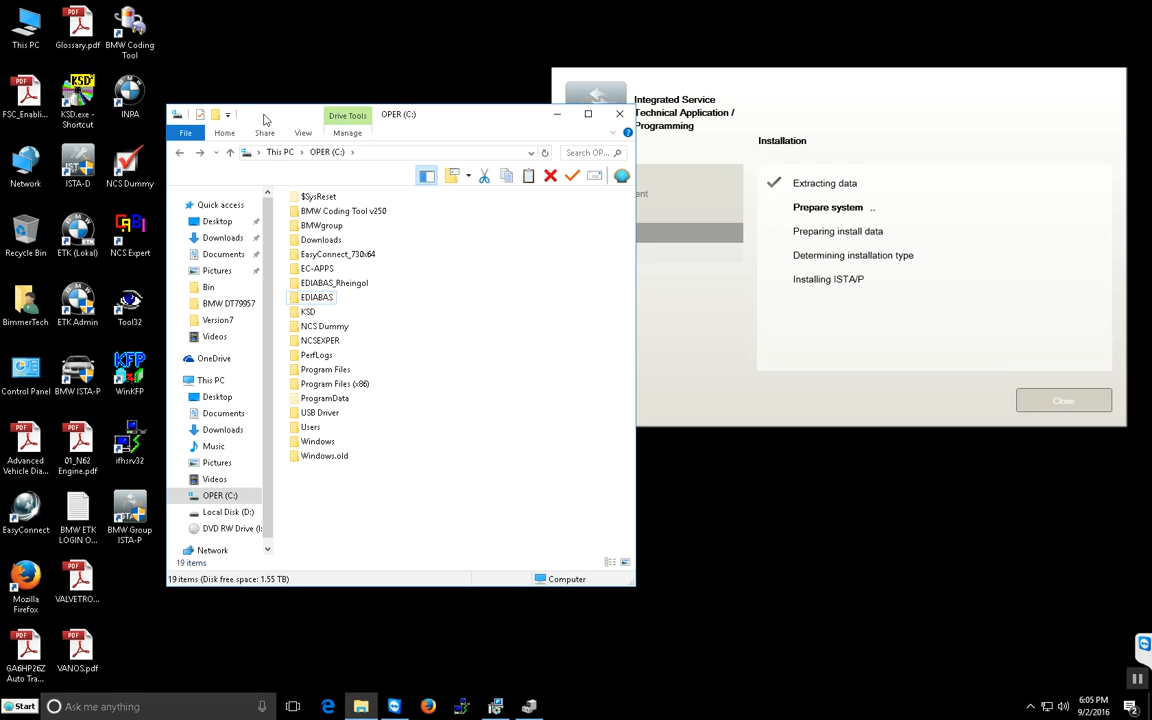 This PC
Glossary.pdf
BMW Coding
Tool
FSC_Enabli...
KSD.exe -
Shortcut
INPA
Network
ISTA-D
NCS Dummy
Recycle Bin
ETK (Lokal)
NCS Expert
BimmerTech
ETK Admin
Tool32
Control Panel
BMW ISTA-P
WinKFP
Advanced
Vehicle Dia...
01_N62
Engine.pdf
ifhsrv32
EasyConnect
BMW ETK
LOGIN O...
BMW Group
ISTA-P
Mozilla
Firefox
VALVETRO...
GA6HP26Z
Auto Tra...
VANOS.pdf
Drive Tools
OPER (C:)
File
Home
Share
View
Manage
This PC
OPER (C:)
Search OP...
Quick access
Desktop
Downloads
Documents
Pictures
Bin
BMW DT79957
Version7
Videos
OneDrive
This PC
Desktop
Documents
Downloads
Music
Pictures
Videos
OPER (C:)
Local Disk (D:)
DVD RW Drive (I:
Network
$SysReset
BMW Coding Tool v250
BMWgroup
Downloads
EasyConnect_730x64
EC-APPS
EDIABAS_Rheingol
EDIABAS
KSD
NCS Dummy
NCSEXPER
PerfLogs
Program Files
Program Files (x86)
ProgramData
USB Driver
Users
Windows
Windows.old
19 items
19 items (Disk free space: 1.55 TB)
Computer
Integrated Service
Technical Application /
Programming
Installation
Extracting data
Prepare system ..
Preparing install data
Determining installation type
Installing ISTA/P
Close
Start
Ask me anything
6:05 PM
9/2/2016
2